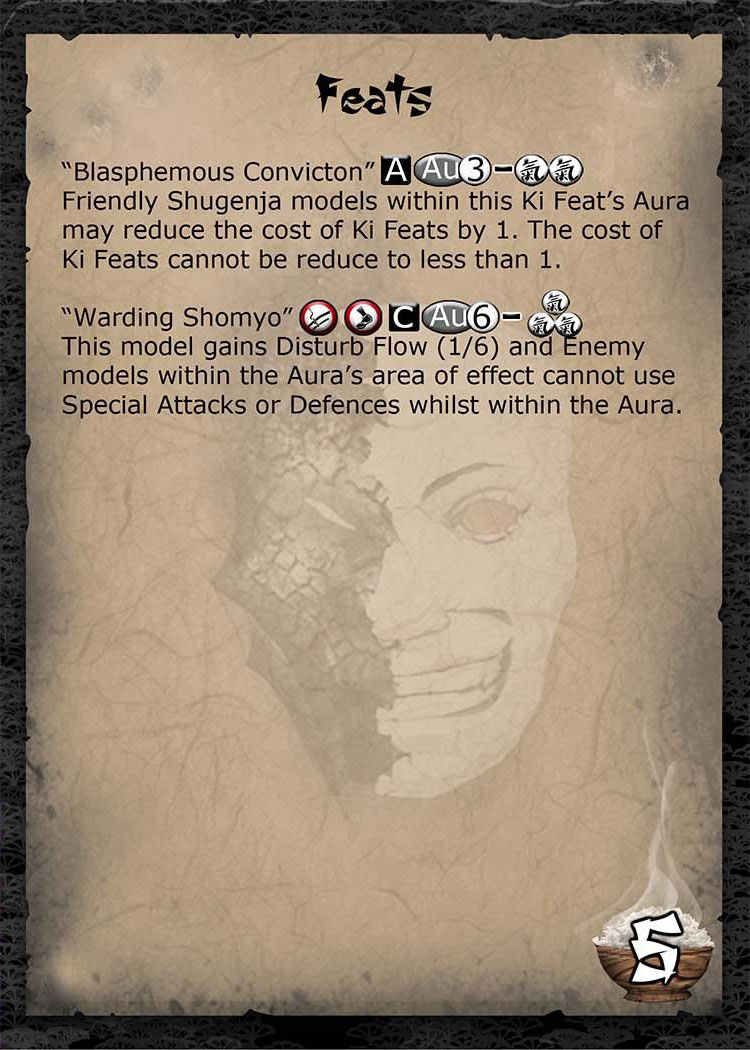 Feats
“Blasphemous Convicton” A Au3-氣氣
Friendly Shugenja models within this Ki Feat’s Aura
may reduce the cost of Ki Feats by 1. The cost of
Ki Feats cannot be reduce to less than 1.
“Warding Shomyo” C Au6-氣氣氣
This model gains Disturb Flow (1/6) and Enemy
models within the Aura’s area of effect cannot use
Special Attacks or Defences whilst within the Aura.
5